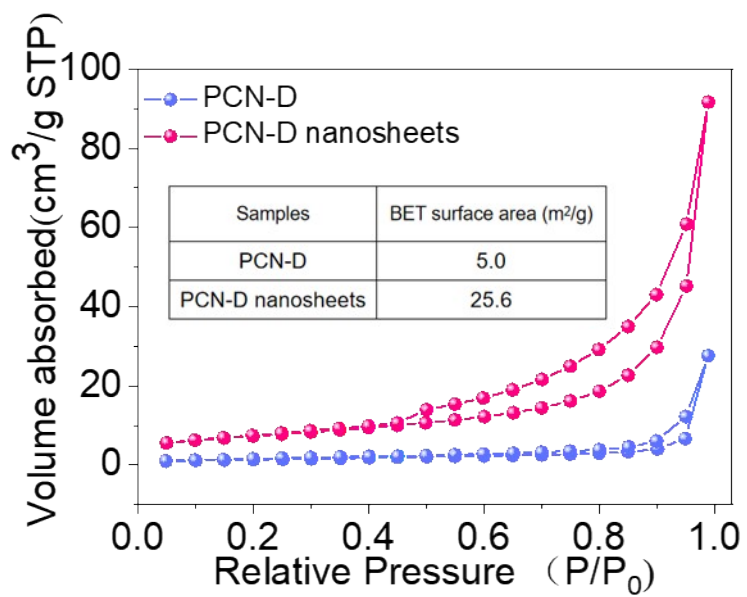 Volume absorbed(cm³/g STP)
100
80
60
40
20
0
PCN-D
PCN-D nanosheets
Samples BET surface area (m²/g)
PCN-D 5.0
PCN-D nanosheets 25.6
0.0 0.2 0.4 0.6 0.8 1.0
Relative Pressure （P/P₀）